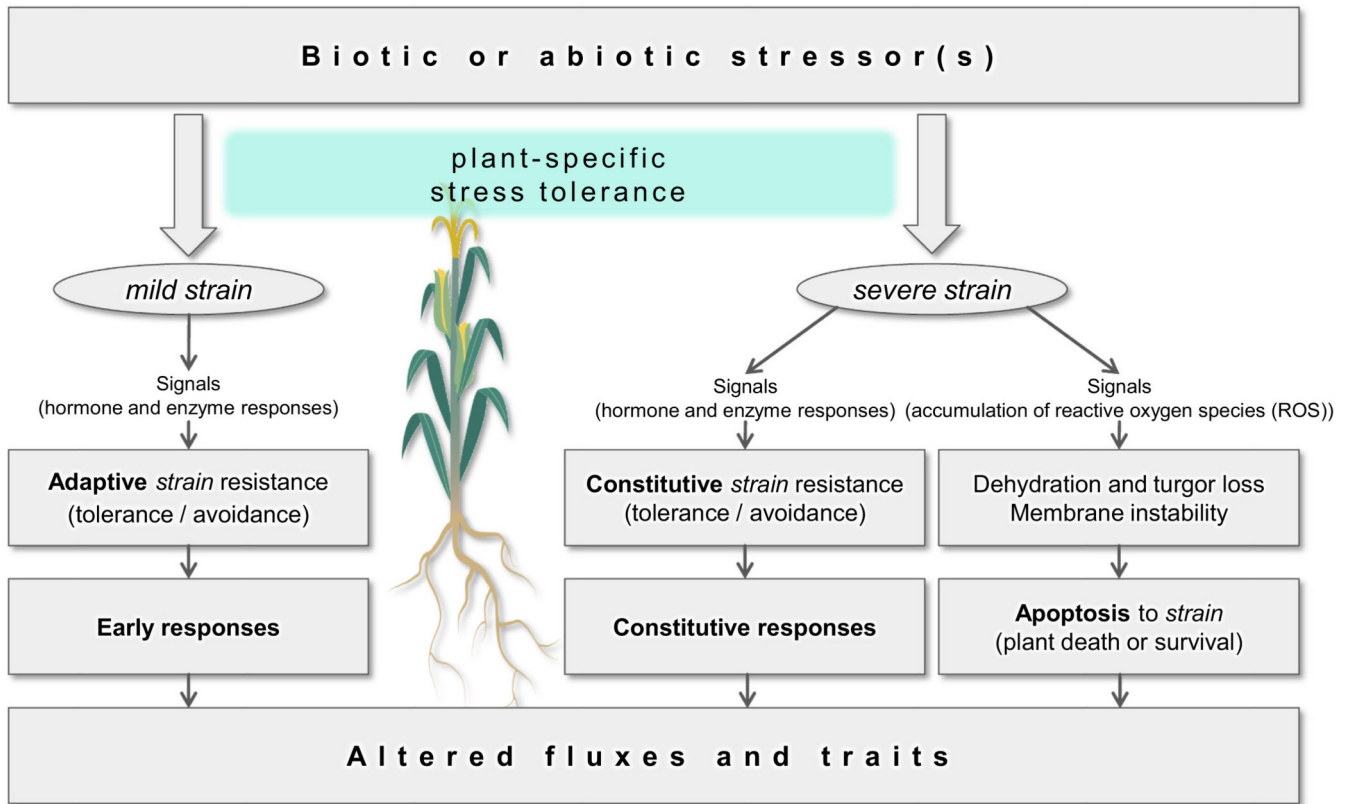 Biotic or abiotic stressor(s)
plant-specific
stress tolerance
mild strain
severe strain
Signals
(hormone and enzyme responses)
Signals
(hormone and enzyme responses)
Signals
(accumulation of reactive oxygen species (ROS))
Adaptive strain resistance
(tolerance / avoidance)
Constitutive strain resistance
(tolerance / avoidance)
Dehydration and turgor loss
Membrane instability
Early responses
Constitutive responses
Apoptosis to strain
(plant death or survival)
Altered fluxes and traits